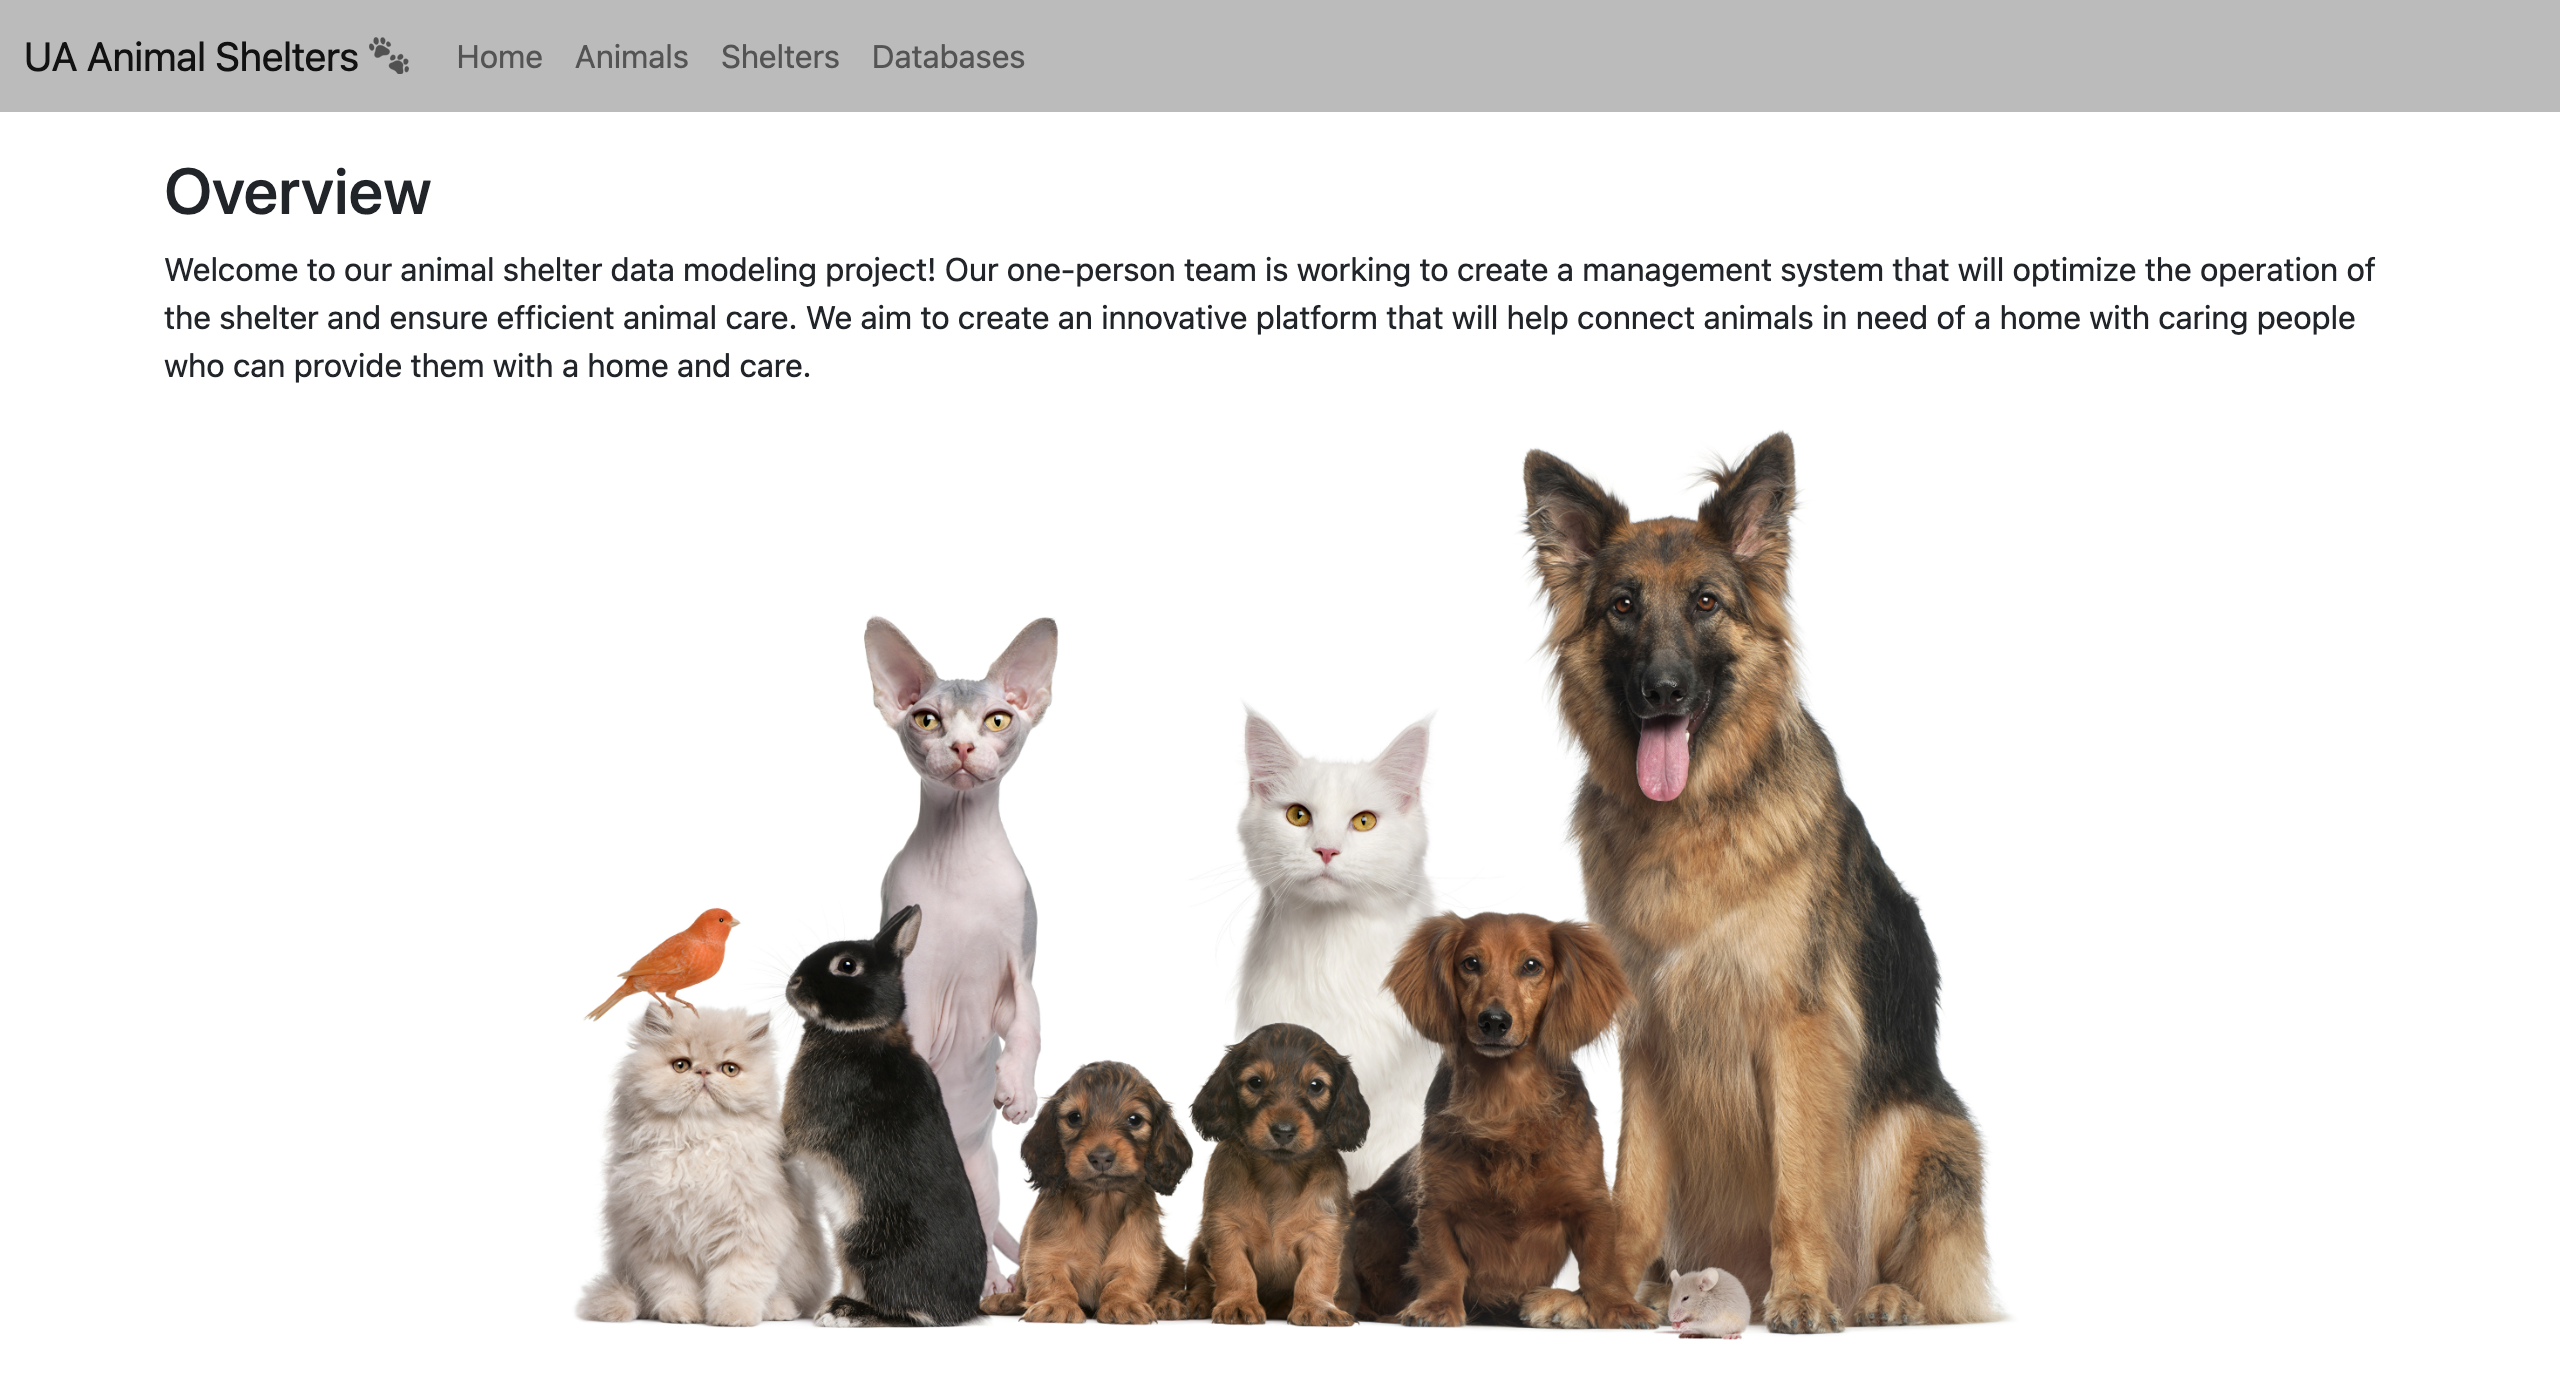 UA Animal Shelters 🐾 Home Animals Shelters Databases
Overview
Welcome to our animal shelter data modeling project! Our one-person team is working to create a management system that will optimize the operation of
the shelter and ensure efficient animal care. We aim to create an innovative platform that will help connect animals in need of a home with caring people
who can provide them with a home and care.